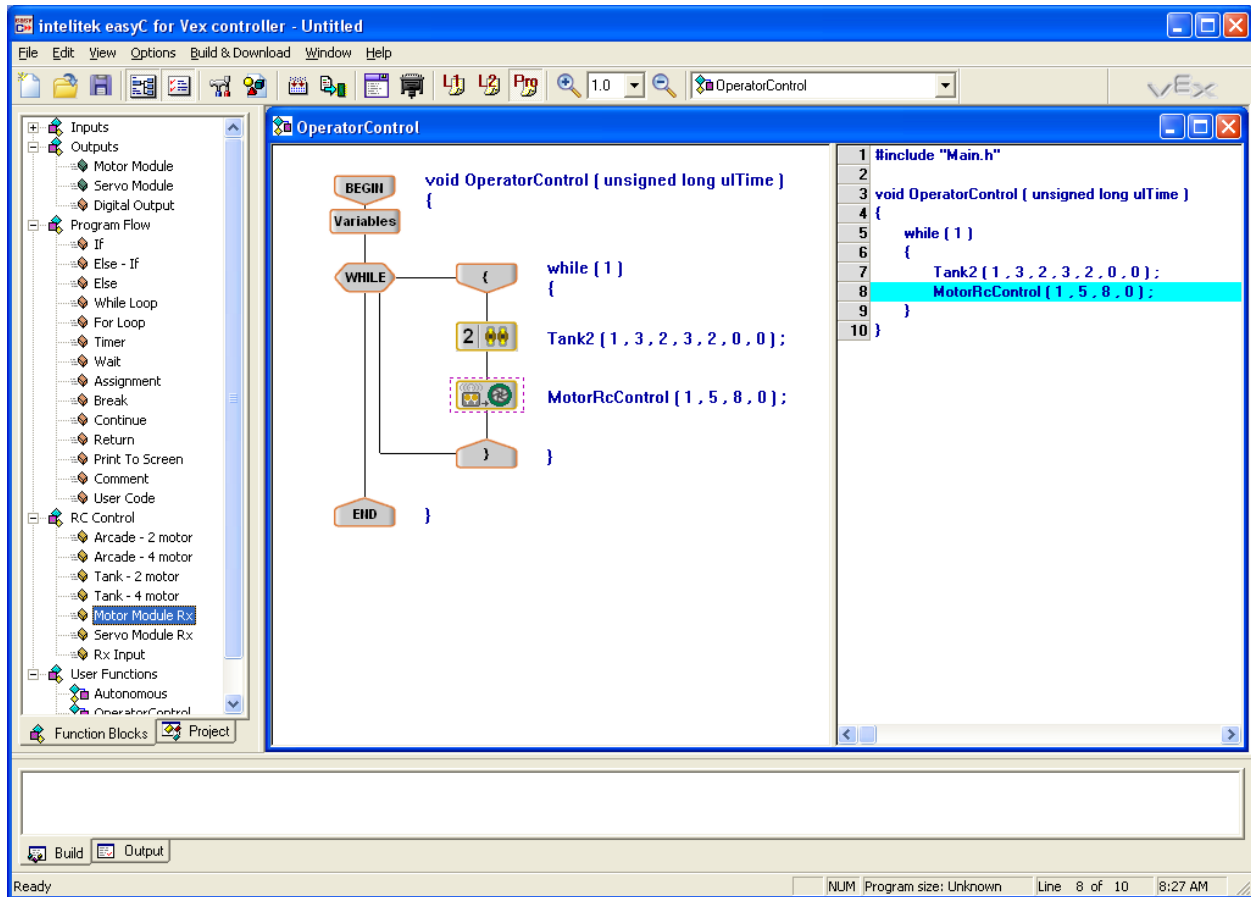 intelitek easyC for Vex controller - Untitled
File Edit View Options Build & Download Window Help
1.0 OperatorControl vEx
Inputs
Outputs
Motor Module
Servo Module
Digital Output
Program Flow
If
Else - If
Else
While Loop
For Loop
Timer
Wait
Assignment
Break
Continue
Return
Print To Screen
Comment
User Code
RC Control
Arcade - 2 motor
Arcade - 4 motor
Tank - 2 motor
Tank - 4 motor
Motor Module Rx
Servo Module Rx
Rx Input
User Functions
Autonomous
OperatorControl
Function Blocks Project
OperatorControl
BEGIN void OperatorControl ( unsigned long ulTime )
{
Variables
WHILE { while ( 1 )
{
2 Tank2 ( 1 , 3 , 2 , 3 , 2 , 0 , 0 ) ;
MotorRcControl ( 1 , 5 , 8 , 0 ) ;
} }
END }
1 #include "Main.h"
2
3 void OperatorControl ( unsigned long ulTime )
4 {
5 while ( 1 )
6 {
7 Tank2 ( 1 , 3 , 2 , 3 , 2 , 0 , 0 ) ;
8 MotorRcControl ( 1 , 5 , 8 , 0 ) ;
9 }
10 }
Build Output
Ready NUM Program size: Unknown Line 8 of 10 8:27 AM